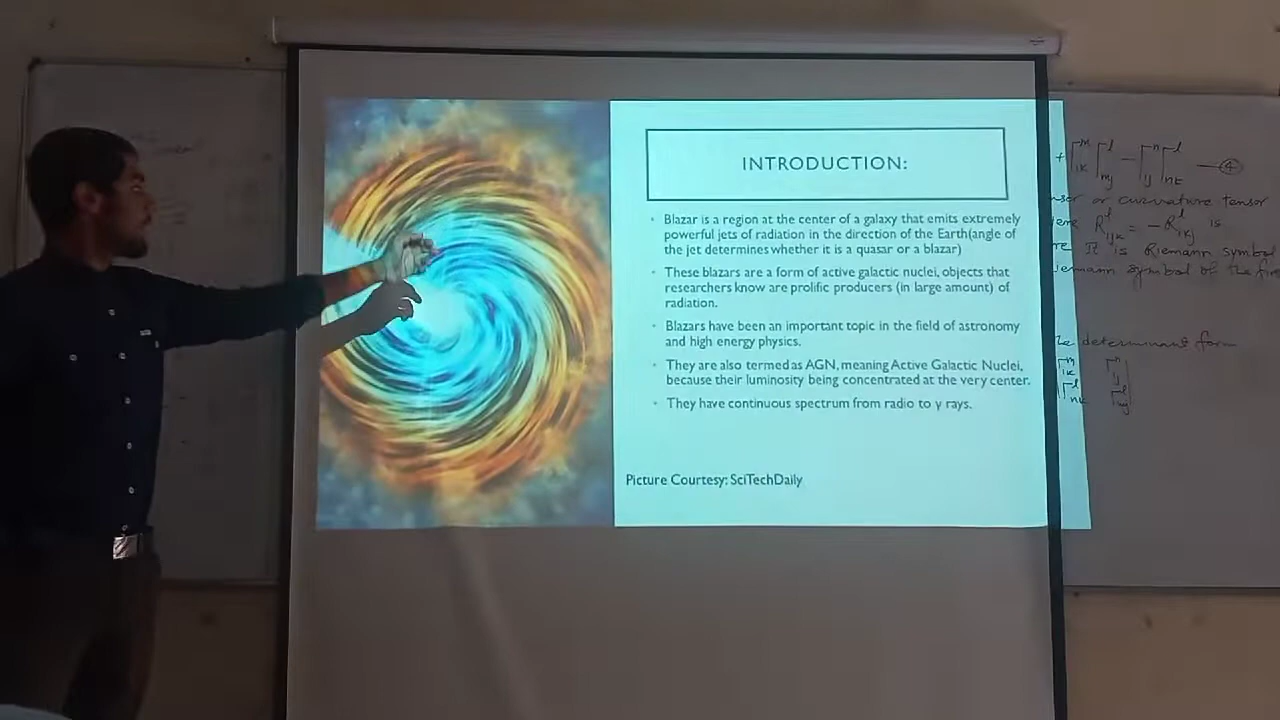 INTRODUCTION:
• Blazar is a region at the center of a galaxy that emits extremely
powerful jets of radiation in the direction of the Earth(angle of
the jet determines whether it is a quasar or a blazar)
• These blazars are a form of active galactic nuclei, objects that
researchers know are prolific producers (in large amount) of
radiation.
• Blazars have been an important topic in the field of astronomy
and high energy physics.
• They are also termed as AGN, meaning Active Galactic Nuclei,
because their luminosity being concentrated at the very center.
• They have continuous spectrum from radio to γ rays.
Picture Courtesy: SciTechDaily
or curvature tensor
is
is Riemann symbol
symbol of the
determinant form